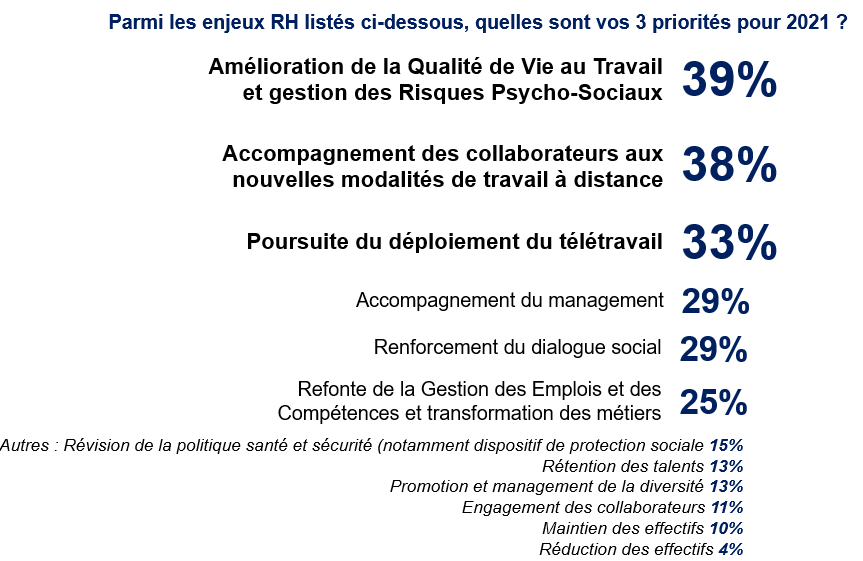 Parmi les enjeux RH listés ci-dessous, quelles sont vos 3 priorités pour 2021 ?
Amélioration de la Qualité de Vie au Travail
et gestion des Risques Psycho-Sociaux 39%
Accompagnement des collaborateurs aux
nouvelles modalités de travail à distance 38%
Poursuite du déploiement du télétravail 33%
Accompagnement du management 29%
Renforcement du dialogue social 29%
Refonte de la Gestion des Emplois et des
Compétences et transformation des métiers 25%
Autres : Révision de la politique santé et sécurité (notamment dispositif de protection sociale 15%
Rétention des talents 13%
Promotion et management de la diversité 13%
Engagement des collaborateurs 11%
Maintien des effectifs 10%
Réduction des effectifs 4%